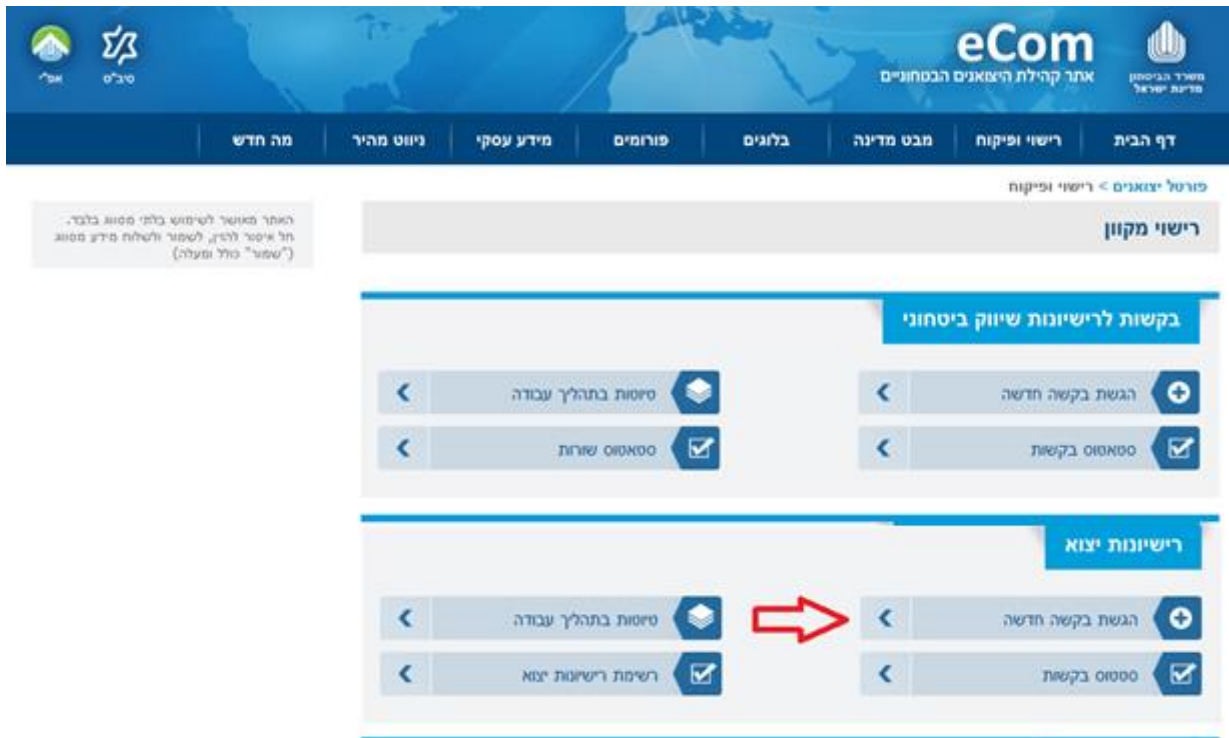 eCom
אתר קהילת היצואנים הבטחוניים
משרד הביטחון
מדינת ישראל
סיב"ס
אפ"י
דף הבית
רישוי ופיקוח
מבט מדינה
בלוגים
פורומים
מידע עסקי
ניווט מהיר
מה חדש
פורטל יצואנים > רישוי ופיקוח
רישוי מקוון
האתר מאושר לשימוש בלתי מסווג בלבד.
חל איסור להזין, לשמור ולשלוח מידע מסווג
("שמור" כולל ומעלה)
בקשות לרישיונות שיווק ביטחוני
הגשת בקשה חדשה
טיוטות בתהליך עבודה
סטאטוס בקשות
סטאטוס שורות
רישיונות יצוא
הגשת בקשה חדשה
טיוטות בתהליך עבודה
סטטוס בקשות
רשימת רישיונות יצוא